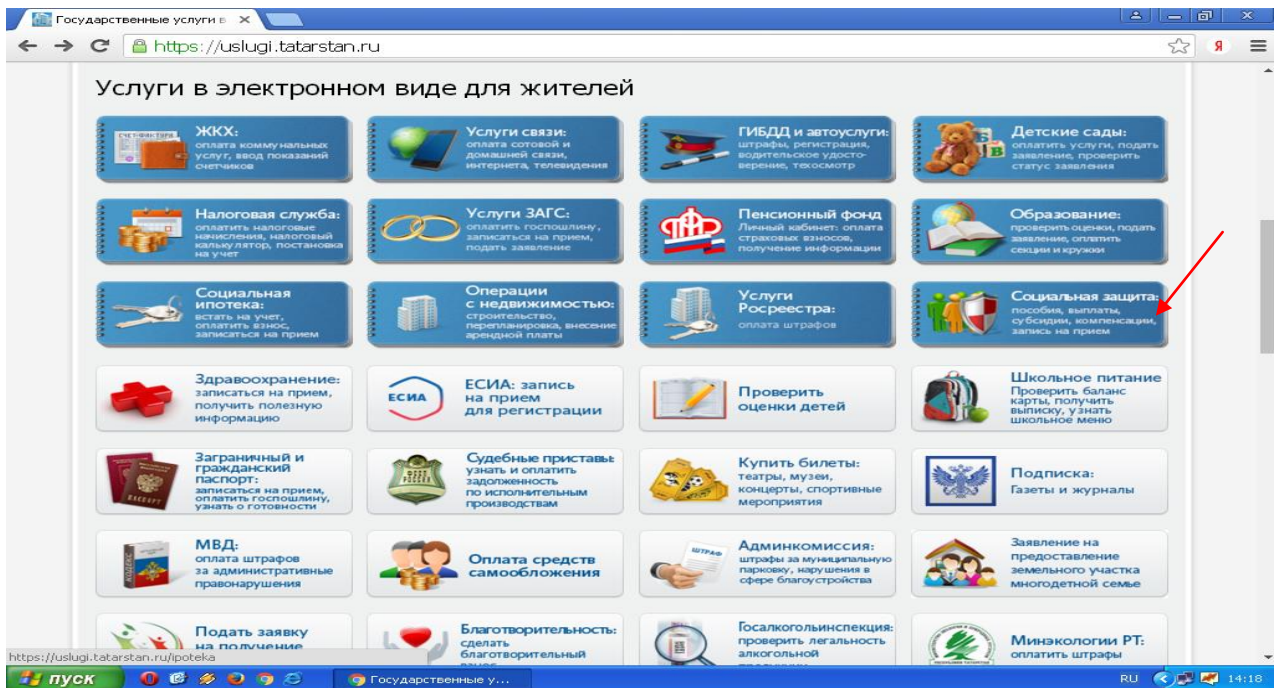 Государственные услуги в
https://uslugi.tatarstan.ru
Я
Услуги в электронном виде для жителей
СЧЕТ-ФАКТУРА
ЖКХ:
оплата коммунальных
услуг, ввод показаний
счетчиков
Услуги связи:
оплата сотовой и
домашней связи,
интернета, телевидения
ГИБДД и автоуслуги:
штрафы, регистрация,
водительское удосто-
верение, техосмотр
Детские сады:
оплатить услуги, подать
заявление, проверить
статус заявления
Налоговая служба:
оплатить налоговые
начисления, налоговый
калькулятор, постановка
на учет
Услуги ЗАГС:
оплатить госпошлину,
записаться на прием,
подать заявление
Пенсионный фонд
Личный кабинет: оплата
страховых взносов,
получение информации
Образование:
проверить оценки, подать
заявление, оплатить
секции и кружки
Социальная
ипотека:
встать на учет,
оплатить взнос,
записаться на прием
Операции
с недвижимостью:
строительство,
перепланировка, внесение
арендной платы
Услуги
Росреестра:
оплата штрафов
Социальная защита:
пособия, выплаты,
субсидии, компенсации,
запись на прием
Здравоохранение:
записаться на прием,
получить полезную
информацию
ЕСИА
ЕСИА: запись
на прием
для регистрации
Проверить
оценки детей
Школьное питание
Проверить баланс
карты, получить
выписку, узнать
школьное меню
Заграничный и
гражданский
паспорт:
записаться на прием,
оплатить госпошлину,
узнать о готовности
Судебные приставы:
узнать и оплатить
задолженность
по исполнительным
производствам
Купить билеты:
театры, музеи,
концерты, спортивные
мероприятия
Подписка:
Газеты и журналы
КОДЕКС
МВД:
оплата штрафов
за административные
правонарушения
Оплата средств
самообложения
ШТРАФ
Админкомиссия:
штрафы за муниципальную
парковку, нарушения в
сфере благоустройства
Заявление на
предоставление
земельного участка
многодетной семье
Подать заявку
на получение
Благотворительность:
сделать
благотворительный
взнос
Госалкогольинспекция:
проверить легальность
алкогольной
продукции
Минэкологии РТ:
оплатить штрафы
https://uslugi.tatarstan.ru/ipoteka
пуск
Государственные у...
RU
14:18